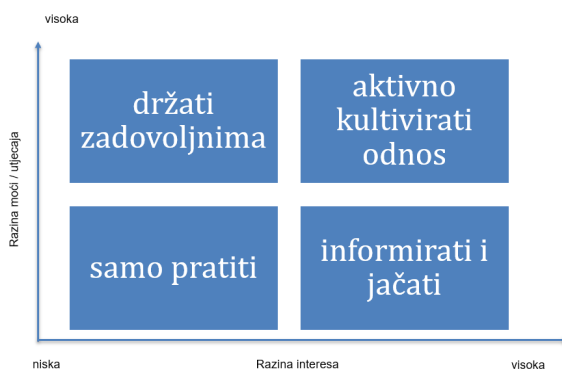 visoka
držati
zadovoljnima
aktivno
kultivirati
odnos
Razina moći / utjecaja
samo pratiti
informirati i
jačati
niska
Razina interesa
visoka